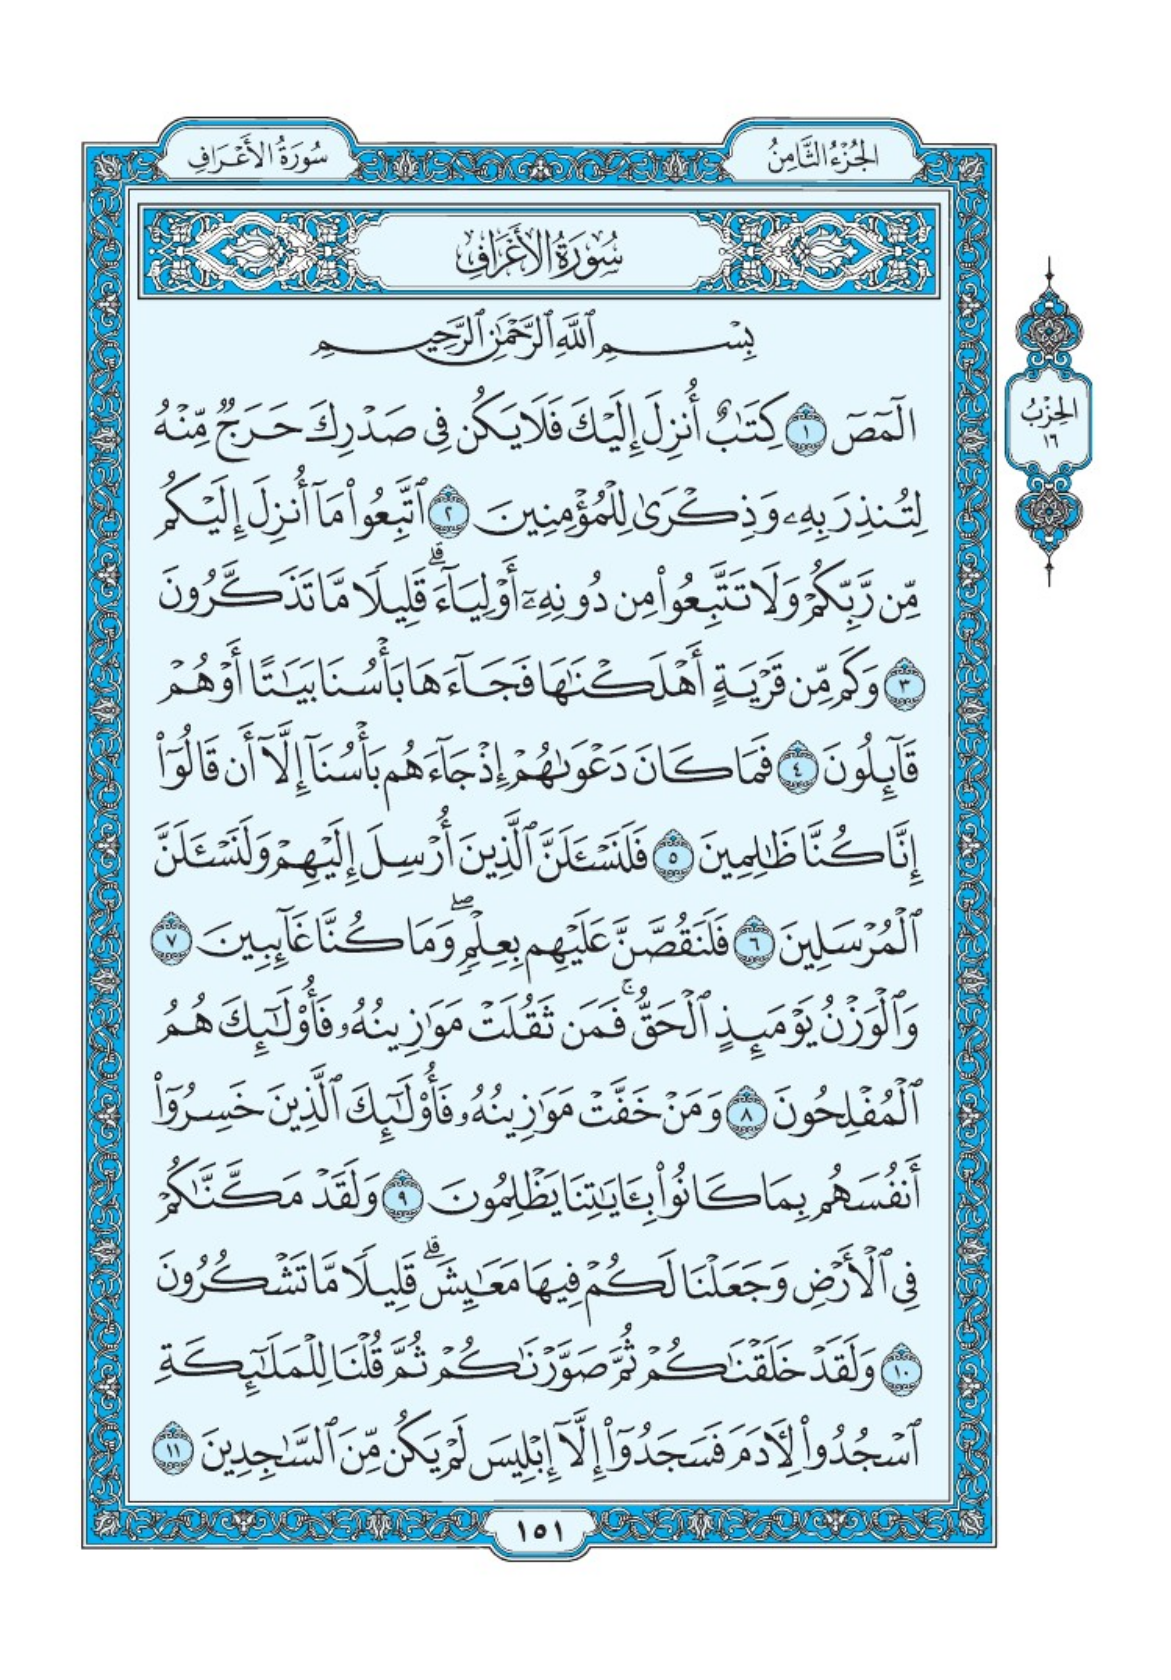 الجُزْءُ الثَّامِنُ
سُورَةُ الأَعْرَافِ
سُورَةُ الأَعْرَافِ
بِسْمِ ٱللَّهِ ٱلرَّحْمَٰنِ ٱلرَّحِيمِ
الٓمٓصٓ ١ كِتَٰبٌ أُنزِلَ إِلَيْكَ فَلَا يَكُن فِى صَدْرِكَ حَرَجٌ مِّنْهُ
لِتُنذِرَ بِهِۦ وَذِكْرَىٰ لِلْمُؤْمِنِينَ ٢ ٱتَّبِعُوا۟ مَآ أُنزِلَ إِلَيْكُم
مِّن رَّبِّكُمْ وَلَا تَتَّبِعُوا۟ مِن دُونِهِۦٓ أَوْلِيَآءَ ۗ قَلِيلًا مَّا تَذَكَّرُونَ
٣ وَكَم مِّن قَرْيَةٍ أَهْلَكْنَٰهَا فَجَآءَهَا بَأْسُنَا بَيَٰتًا أَوْ هُمْ
قَآئِلُونَ ٤ فَمَا كَانَ دَعْوَىٰهُمْ إِذْ جَآءَهُم بَأْسُنَآ إِلَّآ أَن قَالُوٓا۟
إِنَّا كُنَّا ظَٰلِمِينَ ٥ فَلَنَسْـَٔلَنَّ ٱلَّذِينَ أُرْسِلَ إِلَيْهِمْ وَلَنَسْـَٔلَنَّ
ٱلْمُرْسَلِينَ ٦ فَلَنَقُصَّنَّ عَلَيْهِم بِعِلْمٍ ۖ وَمَا كُنَّا غَآئِبِينَ ٧
وَٱلْوَزْنُ يَوْمَئِذٍ ٱلْحَقُّ ۚ فَمَن ثَقُلَتْ مَوَٰزِينُهُۥ فَأُو۟لَٰٓئِكَ هُمُ
ٱلْمُفْلِحُونَ ٨ وَمَنْ خَفَّتْ مَوَٰزِينُهُۥ فَأُو۟لَٰٓئِكَ ٱلَّذِينَ خَسِرُوٓا۟
أَنفُسَهُم بِمَا كَانُوا۟ بِـَٔايَٰتِنَا يَظْلِمُونَ ٩ وَلَقَدْ مَكَّنَّٰكُمْ
فِى ٱلْأَرْضِ وَجَعَلْنَا لَكُمْ فِيهَا مَعَٰيِشَ ۗ قَلِيلًا مَّا تَشْكُرُونَ
١٠ وَلَقَدْ خَلَقْنَٰكُمْ ثُمَّ صَوَّرْنَٰكُمْ ثُمَّ قُلْنَا لِلْمَلَٰٓئِكَةِ
ٱسْجُدُوا۟ لِـَٔادَمَ فَسَجَدُوٓا۟ إِلَّآ إِبْلِيسَ لَمْ يَكُن مِّنَ ٱلسَّٰجِدِينَ ١١
الحِزْبُ
١٦
١٥١